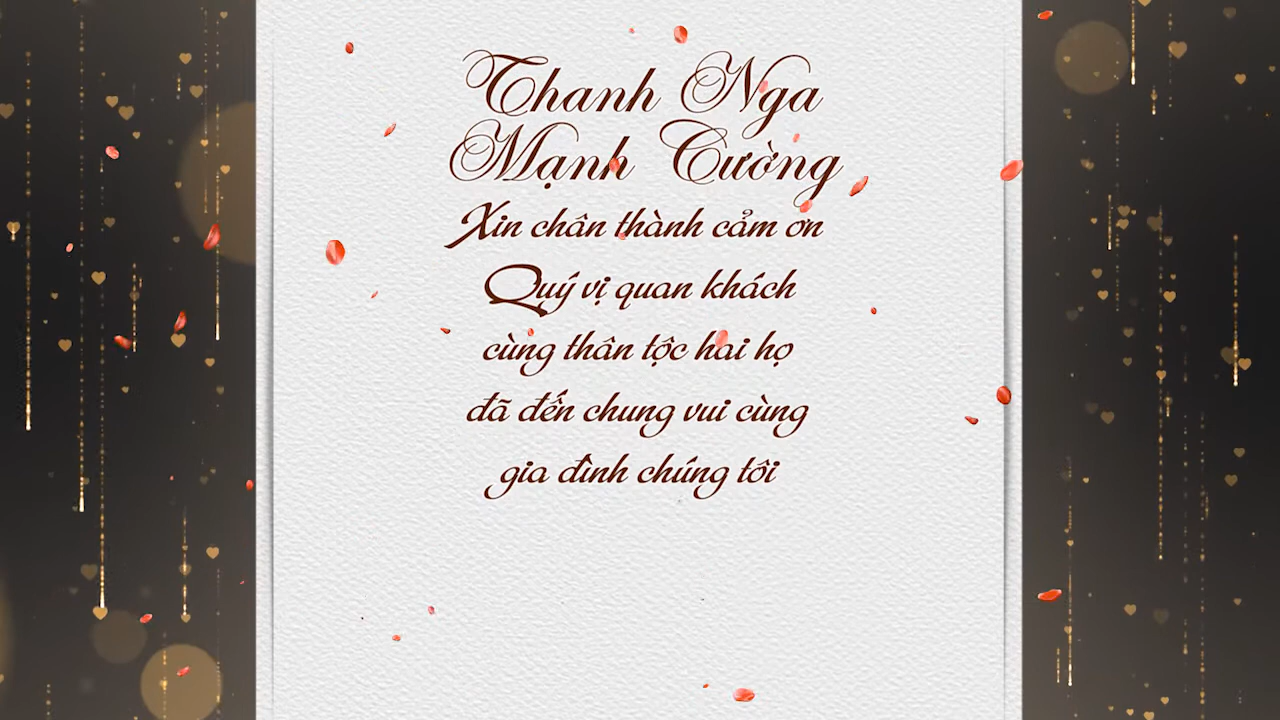 Thanh Nga
Mạnh Cường
Xin chân thành cảm ơn
Quý vị quan khách
cùng thân tộc hai họ
đã đến chung vui cùng
gia đình chúng tôi